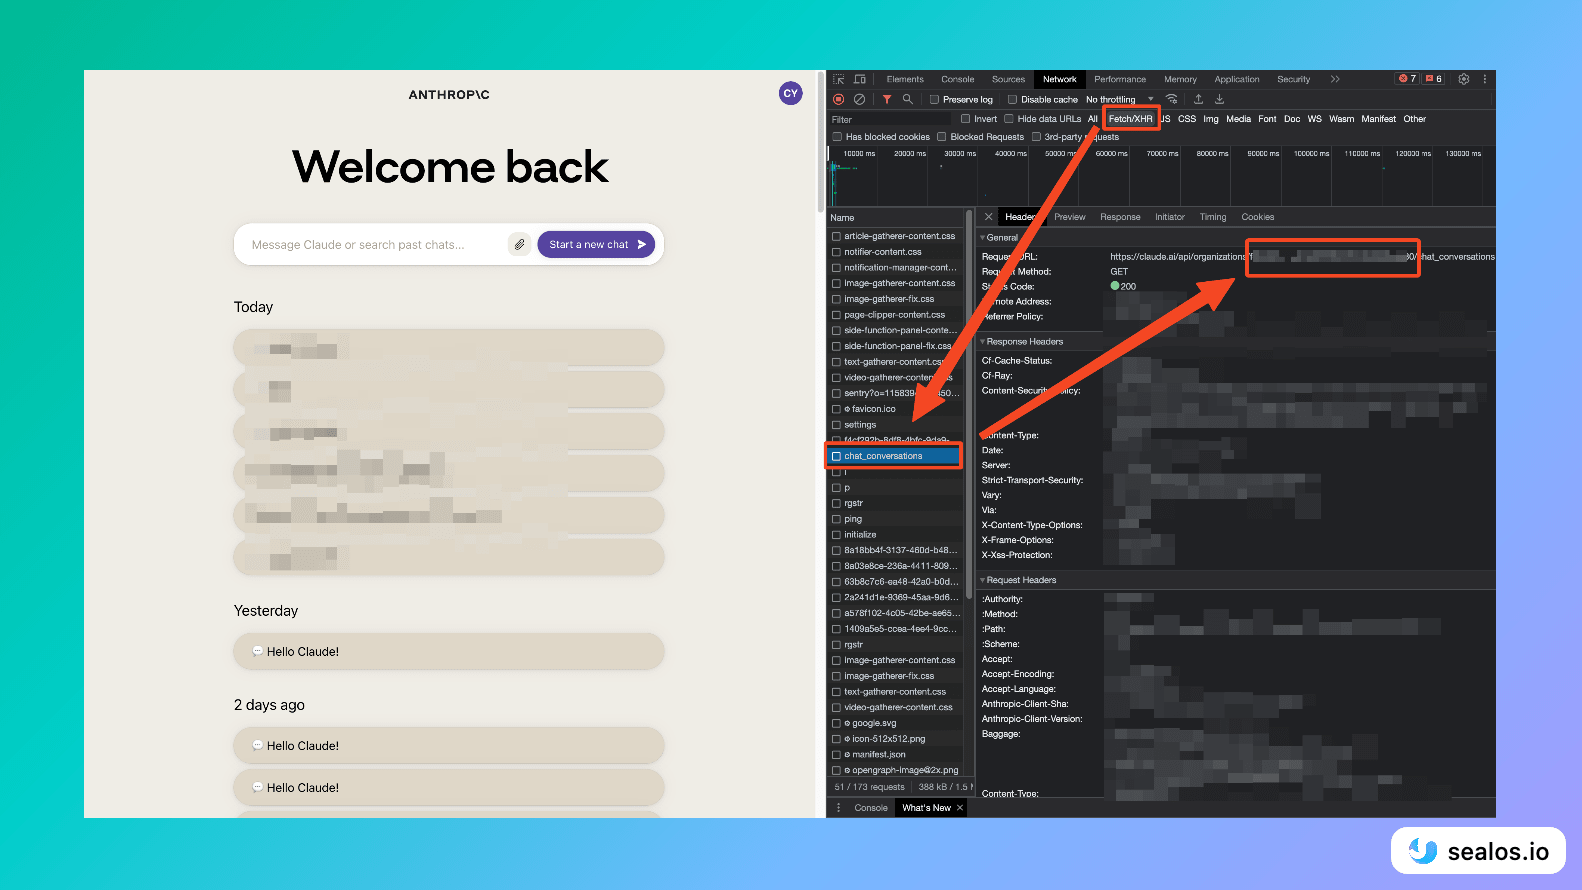 ANTHROP\C
CY
Welcome back
Message Claude or search past chats...
Start a new chat
Today
Yesterday
Hello Claude!
2 days ago
Hello Claude!
Hello Claude!
Elements Console Sources Network Performance Memory Application Security 7 6
Preserve log Disable cache No throttling
Filter Invert Hide data URLs All Fetch/XHR JS CSS Img Media Font Doc WS Wasm Manifest Other
Has blocked cookies Blocked Requests 3rd-party requests
10000 ms 20000 ms 30000 ms 40000 ms 50000 ms 60000 ms 70000 ms 80000 ms 90000 ms 100000 ms 110000 ms 120000 ms 130000 ms
Name
article-gatherer-content.css
notifier-content.css
notification-manager-cont...
image-gatherer-content.css
image-gatherer-fix.css
page-clipper-content.css
side-function-panel-conte...
side-function-panel-fix.css
text-gatherer-content.css
video-gatherer-content.css
sentry?o=115839 450...
favicon.ico
settings
f4cf292b-8df8-4bfc-9da9-
chat_conversations
i
p
rgstr
ping
initialize
8a18bb4f-3137-460d-b48...
8a03e8ce-236a-4411-809...
63b8c7c6-ea48-42a0-b0d...
2a241d1e-9369-45aa-9d6...
a578f102-4c05-42be-ae65...
1409a5e5-ccea-4ee4-9cc...
rgstr
image-gatherer-content.css
image-gatherer-fix.css
text-gatherer-content.css
video-gatherer-content.css
google.svg
icon-512x512.png
manifest.json
opengraph-image@2x.png
51 / 173 requests 388 kB / 1.5 M
Headers Preview Response Initiator Timing Cookies
General
Request URL: https://claude.ai/api/organizations/f 30/chat_conversations
Request Method: GET
Status Code: 200
Remote Address:
Referrer Policy:
Response Headers
Cf-Cache-Status:
Cf-Ray:
Content-Security-Policy:
Content-Type:
Date:
Server:
Strict-Transport-Security:
Vary:
Via:
X-Content-Type-Options:
X-Frame-Options:
X-Xss-Protection:
Request Headers
:Authority:
:Method:
:Path:
:Scheme:
Accept:
Accept-Encoding:
Accept-Language:
Anthropic-Client-Sha:
Anthropic-Client-Version:
Baggage:
Content-Type:
Console What's New
sealos.io